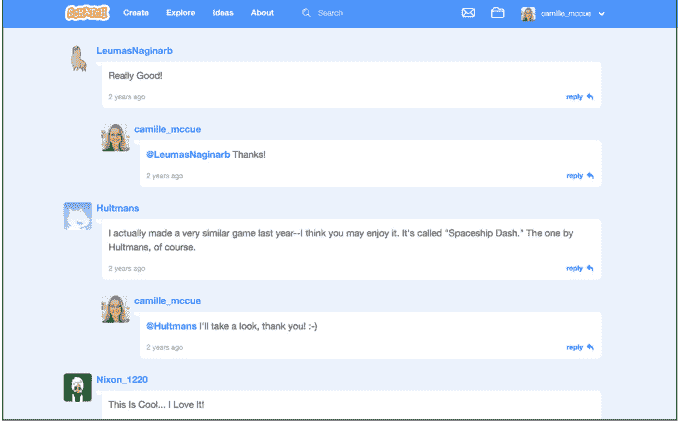 SCRATCH Create Explore Ideas About Search camille_mccue
LeumasNaginarb
Really Good!
2 years ago reply
camille_mccue
@LeumasNaginarb Thanks!
2 years ago reply
Hultmans
I actually made a very similar game last year--I think you may enjoy it. It's called "Spaceship Dash." The one by
Hultmans, of course.
2 years ago reply
camille_mccue
@Hultmans I'll take a look, thank you! :-)
2 years ago reply
Nixon_1220
This Is Cool... I Love It!